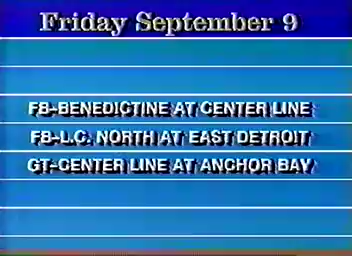 Friday September 9
FB-BENEDICTINE AT CENTER LINE
FB-L.C. NORTH AT EAST DETROIT
GT-CENTER LINE AT ANCHOR BAY